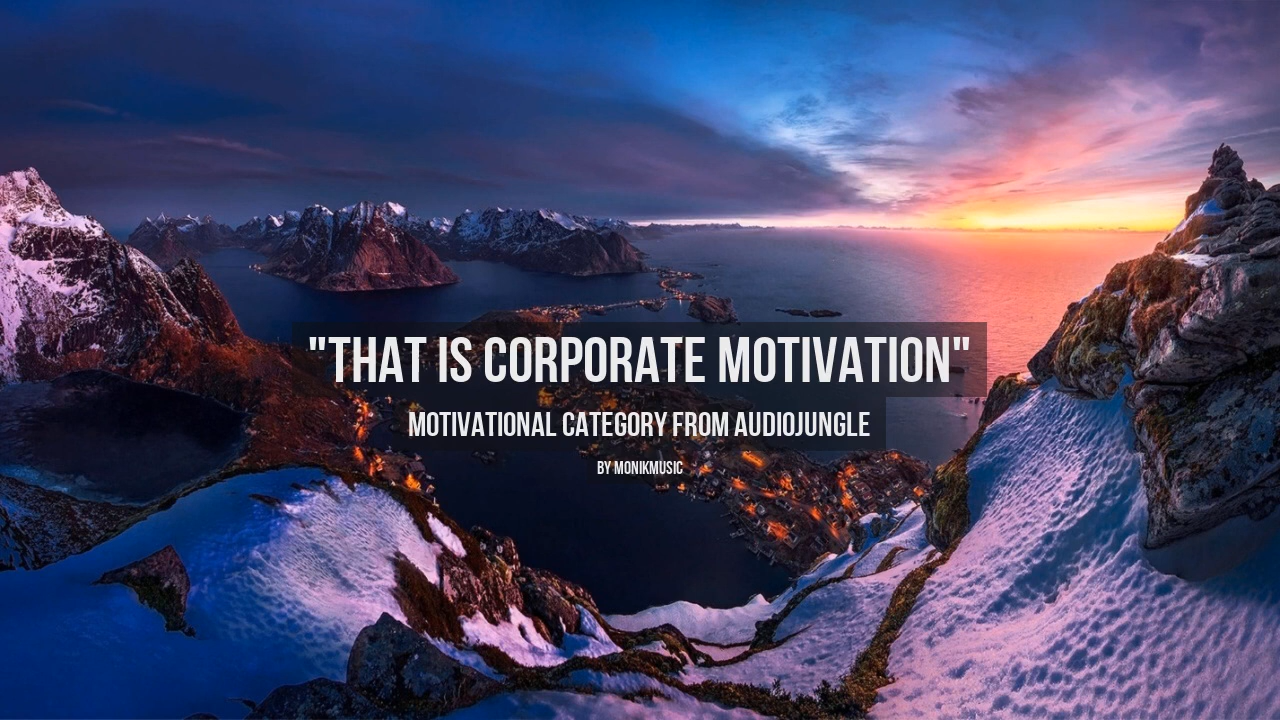 "THAT IS CORPORATE MOTIVATION"
MOTIVATIONAL CATEGORY FROM AUDIOJUNGLE
BY MONIKMUSIC